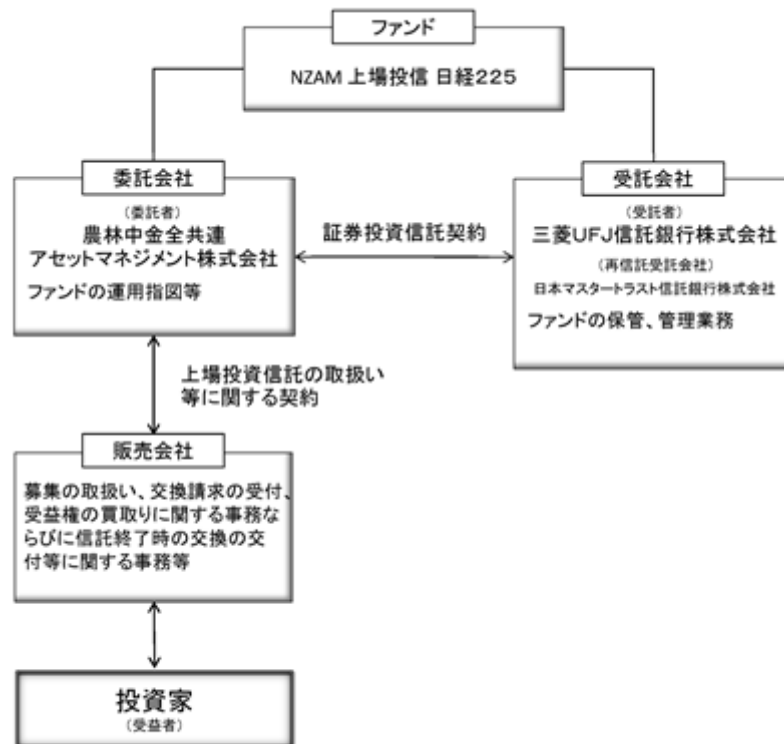 ファンド
NZAM 上場投信 日経225
委託会社
（委託者）
農林中金全共連
アセットマネジメント株式会社
ファンドの運用指図等
証券投資信託契約
受託会社
（受託者）
三菱UFJ信託銀行株式会社
（再信託受託会社）
日本マスタートラスト信託銀行株式会社
ファンドの保管、管理業務
上場投資信託の取扱い
等に関する契約
販売会社
募集の取扱い、交換請求の受付、
受益権の買取りに関する事務な
らびに信託終了時の交換の交
付等に関する事務等
投資家
（受益者）